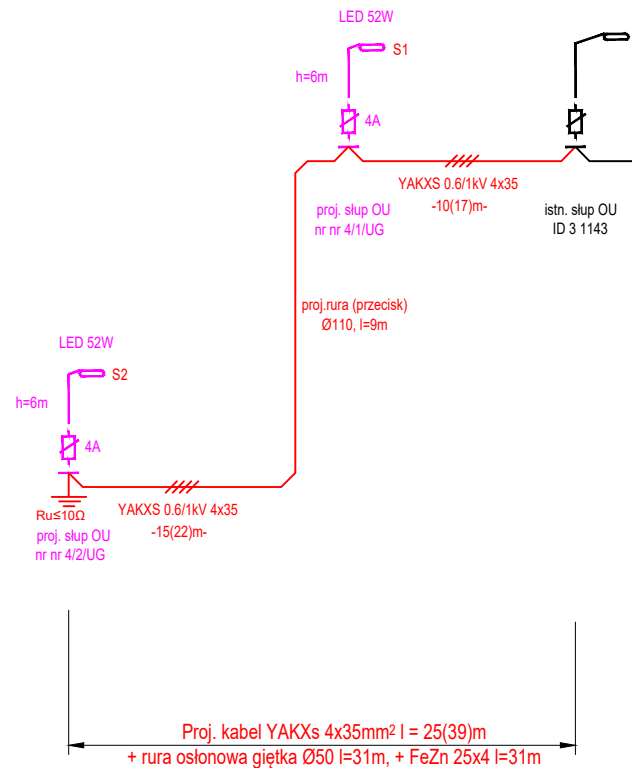 LED 52W
S1
h=6m
4A
YAKXS 0.6/1kV 4x35
-10(17)m-
proj. słup OU
nr nr 4/1/UG
istn. słup OU
ID 3 1143
proj.rura (przecisk)
Ø110, l=9m
LED 52W
S2
h=6m
4A
YAKXS 0.6/1kV 4x35
-15(22)m-
Ru≤10Ω
proj. słup OU
nr nr 4/2/UG
Proj. kabel YAKXs 4x35mm² l = 25(39)m
+ rura osłonowa giętka Ø50 l=31m, + FeZn 25x4 l=31m